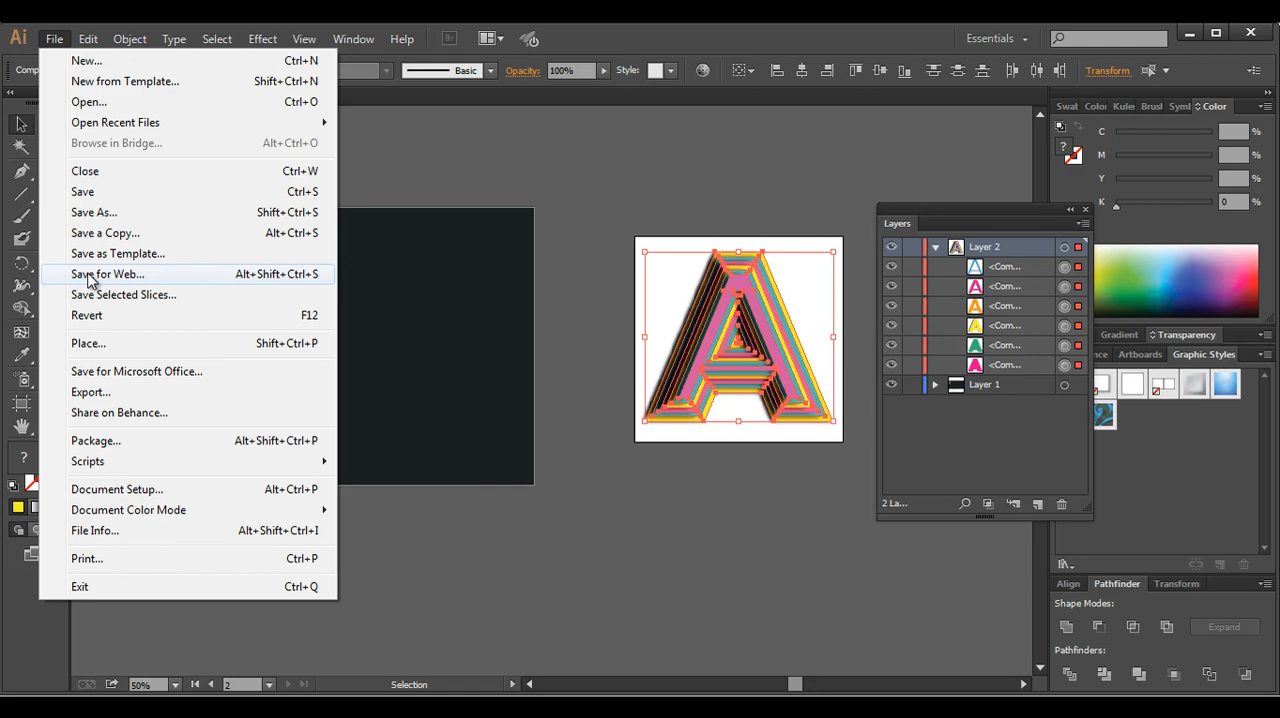 Ai File Edit Object Type Select Effect View Window Help Br Essentials
Comp Basic Opacity: 100% Style: Transform
New... Ctrl+N
New from Template... Shift+Ctrl+N
Open... Ctrl+O
Open Recent Files
Browse in Bridge... Alt+Ctrl+O
Close Ctrl+W
Save Ctrl+S
Save As... Shift+Ctrl+S
Save a Copy... Alt+Ctrl+S
Save as Template...
Save for Web... Alt+Shift+Ctrl+S
Save Selected Slices...
Revert F12
Place... Shift+Ctrl+P
Save for Microsoft Office...
Export...
Share on Behance...
Package... Alt+Shift+Ctrl+P
Scripts
Document Setup... Alt+Ctrl+P
Document Color Mode
File Info... Alt+Shift+Ctrl+I
Print... Ctrl+P
Exit Ctrl+Q
?
A
Layers
Layer 2
<Com...
<Com...
<Com...
<Com...
<Com...
<Com...
Layer 1
2 La...
Swat Colo Kuler Brusl Symb Color
?
C %
M %
Y %
K 0 %
Gradient Transparency
nce Artboards Graphic Styles
Align Pathfinder Transform
Shape Modes:
Expand
Pathfinders:
50% 2 Selection